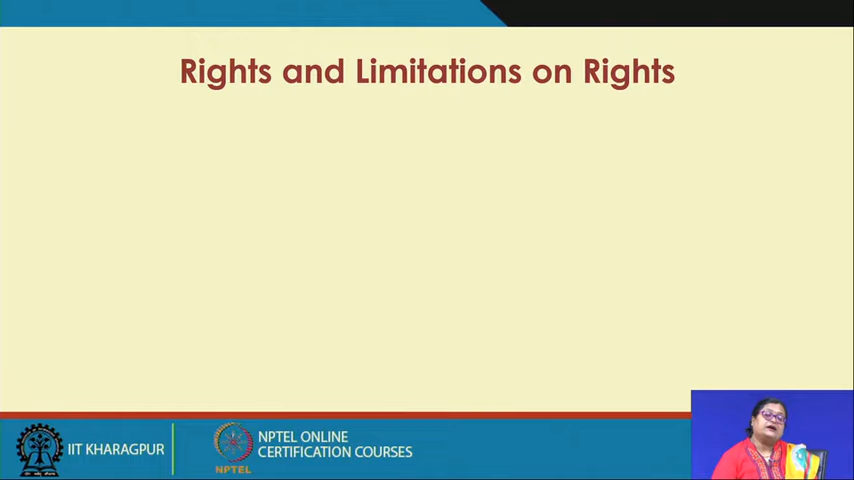 Rights and Limitations on Rights
IIT KHARAGPUR
NPTEL
NPTEL ONLINE
CERTIFICATION COURSES